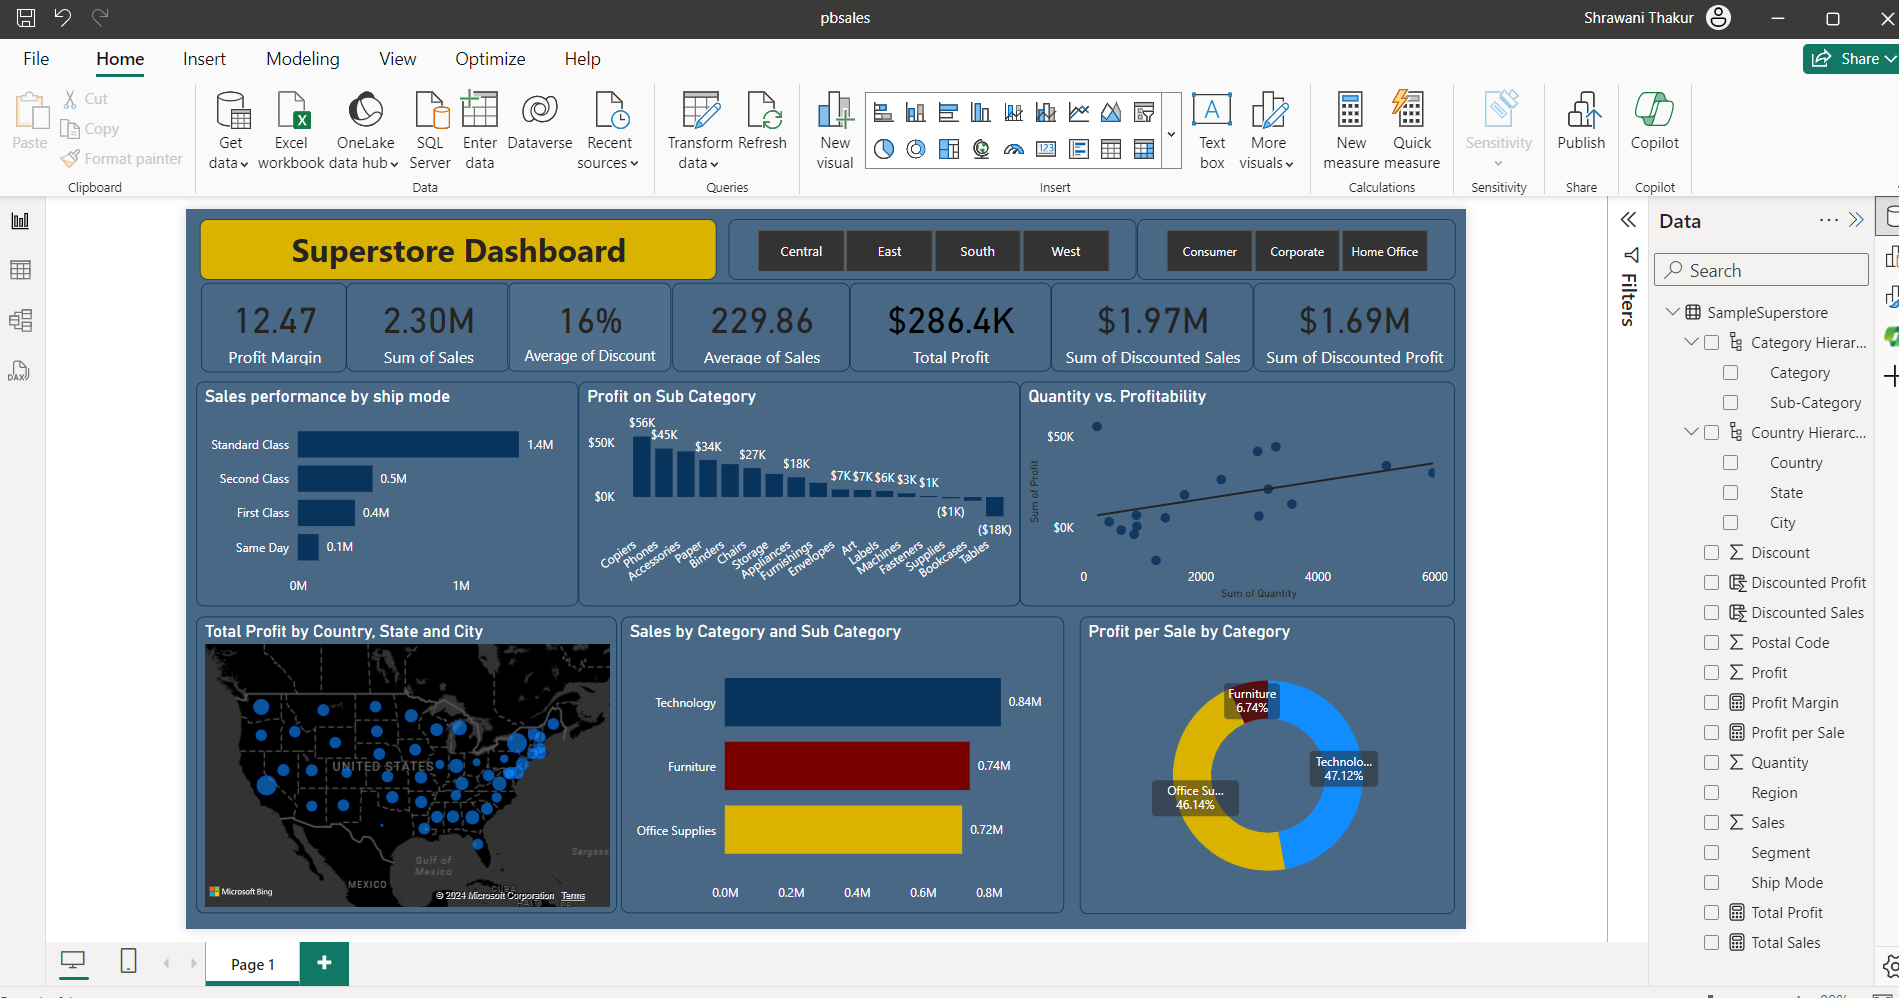 pbsales
Shrawani Thakur
File Home Insert Modeling View Optimize Help
Share
Paste
Cut
Copy
Format painter
Clipboard
Get data
Excel workbook
OneLake data hub
SQL Server
Enter data
Dataverse
Recent sources
Data
Transform data
Refresh
Queries
New visual
Text box
More visuals
Insert
New measure
Quick measure
Calculations
Sensitivity
Sensitivity
Publish
Share
Copilot
Copilot
Superstore Dashboard
Central East South West
Consumer Corporate Home Office
12.47
Profit Margin
2.30M
Sum of Sales
16%
Average of Discount
229.86
Average of Sales
$286.4K
Total Profit
$1.97M
Sum of Discounted Sales
$1.69M
Sum of Discounted Profit
Sales performance by ship mode
Standard Class 1.4M
Second Class 0.5M
First Class 0.4M
Same Day 0.1M
0M 1M
Profit on Sub Category
$50K
$0K
$56K
$45K
$34K
$27K
$18K
$7K $7K $6K $3K $1K
($1K)
($18K)
Copiers
Phones
Accessories
Paper
Binders
Chairs
Storage
Appliances
Furnishings
Envelopes
Art
Labels
Machines
Fasteners
Supplies
Bookcases
Tables
Quantity vs. Profitability
Sum of Profit
$50K
$0K
0 2000 4000 6000
Sum of Quantity
Total Profit by Country, State and City
UNITED STATES
Gulf of
Mexico
MEXICO
CUBA
HAITI
Sargass
Microsoft Bing
© 2024 Microsoft Corporation Terms
Sales by Category and Sub Category
Technology 0.84M
Furniture 0.74M
Office Supplies 0.72M
0.0M 0.2M 0.4M 0.6M 0.8M
Profit per Sale by Category
Furniture
6.74%
Technolo...
47.12%
Office Su...
46.14%
Filters
Data
Search
SampleSuperstore
Category Hierar...
Category
Sub-Category
Country Hierarc...
Country
State
City
Discount
Discounted Profit
Discounted Sales
Postal Code
Profit
Profit Margin
Profit per Sale
Quantity
Region
Sales
Segment
Ship Mode
Total Profit
Total Sales
DAX
Page 1